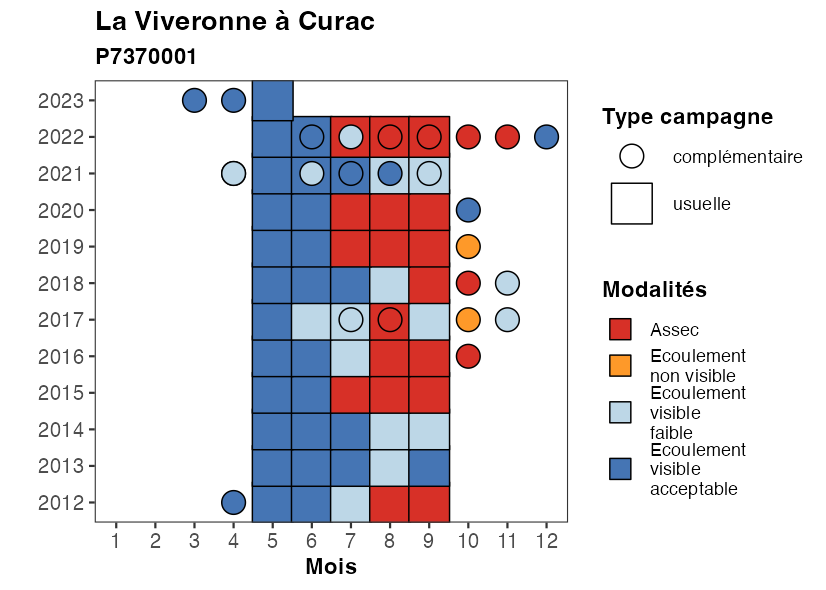 La Viveronne à Curac
P7370001
2023
2022
2021
2020
2019
2018
2017
2016
2015
2014
2013
2012
1 2 3 4 5 6 7 8 9 10 11 12
Mois
Type campagne
complémentaire
usuelle
Modalités
Assec
Ecoulement
non visible
Ecoulement
visible
faible
Ecoulement
visible
acceptable